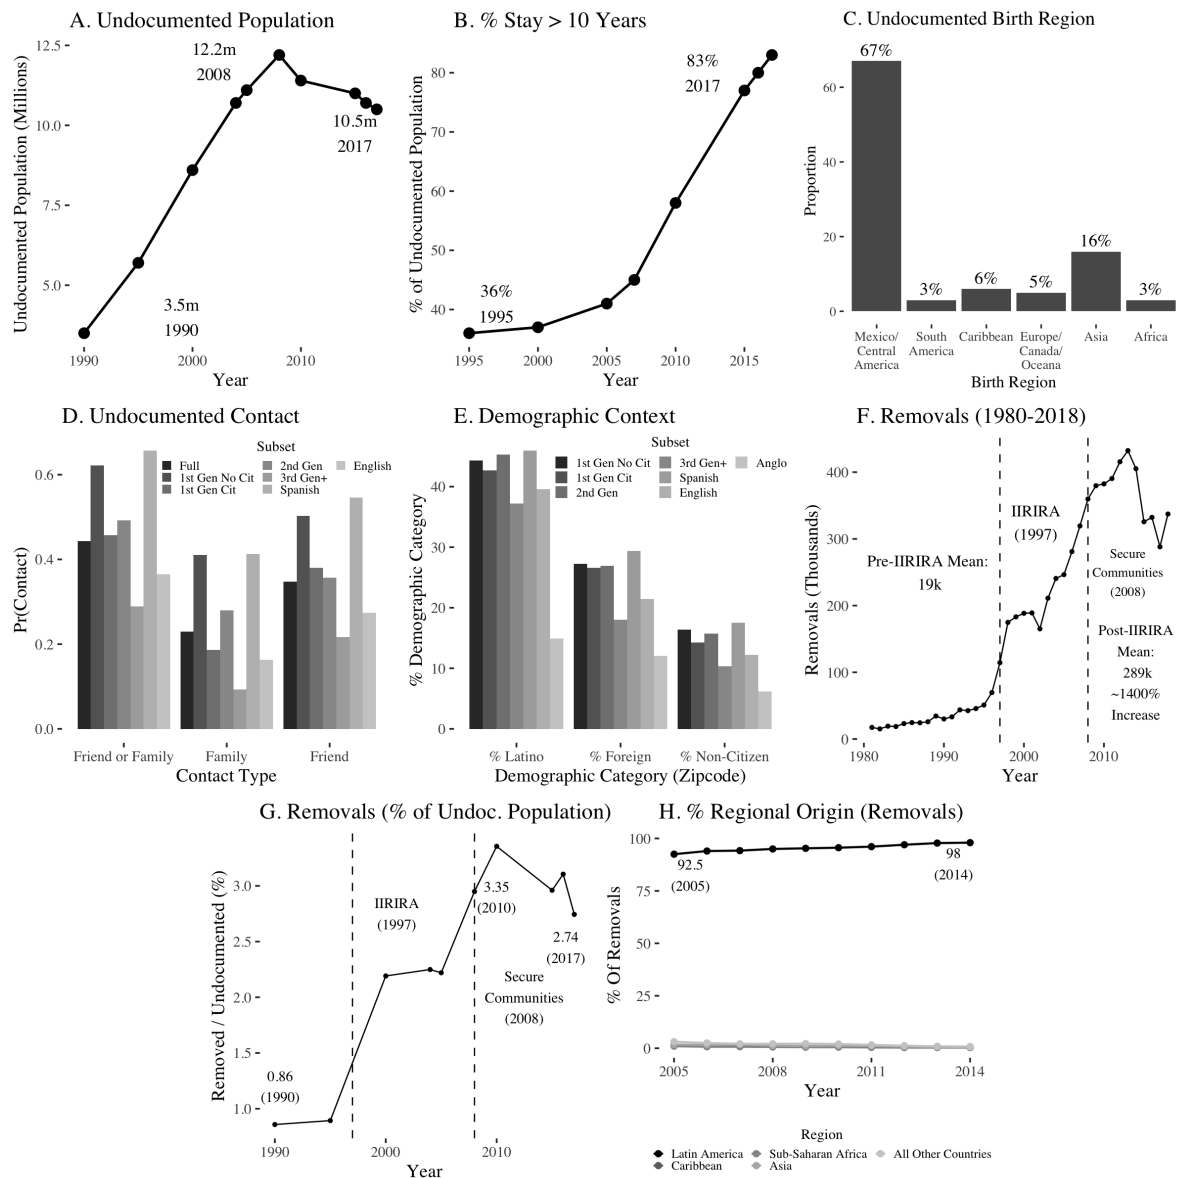 A. Undocumented Population
Undocumented Population (Millions)
12.5
10.0
7.5
5.0
12.2m
2008
10.5m
2017
3.5m
1990
1990
2000
2010
Year
B. % Stay > 10 Years
% of Undocumented Population
80
70
60
50
40
83%
2017
36%
1995
1995
2000
2005
2010
2015
Year
C. Undocumented Birth Region
Proportion
60
40
20
0
67%
3%
6%
5%
16%
3%
Mexico/
Central
America
South
America
Caribbean
Europe/
Canada/
Oceana
Asia
Africa
Birth Region
D. Undocumented Contact
Pr(Contact)
0.6
0.4
0.2
0.0
Subset
Full
1st Gen No Cit
1st Gen Cit
2nd Gen
3rd Gen+
Spanish
English
Friend or Family
Family
Friend
Contact Type
E. Demographic Context
% Demographic Category
40
30
20
10
0
Subset
1st Gen No Cit
1st Gen Cit
2nd Gen
3rd Gen+
Spanish
English
Anglo
% Latino
% Foreign
% Non-Citizen
Demographic Category (Zipcode)
F. Removals (1980-2018)
Removals (Thousands)
400
300
200
100
0
Pre-IIRIRA Mean:
19k
IIRIRA
(1997)
Secure
Communities
(2008)
Post-IIRIRA
Mean:
289k
~1400%
Increase
1980
1990
2000
2010
Year
G. Removals (% of Undoc. Population)
Removed / Undocumented (%)
3.0
2.5
2.0
1.5
1.0
0.86
(1990)
IIRIRA
(1997)
3.35
(2010)
2.74
(2017)
Secure
Communities
(2008)
1990
2000
2010
Year
H. % Regional Origin (Removals)
% Of Removals
100
75
50
25
0
92.5
(2005)
98
(2014)
2005
2008
2011
2014
Year
Region
Latin America
Caribbean
Sub-Saharan Africa
Asia
All Other Countries